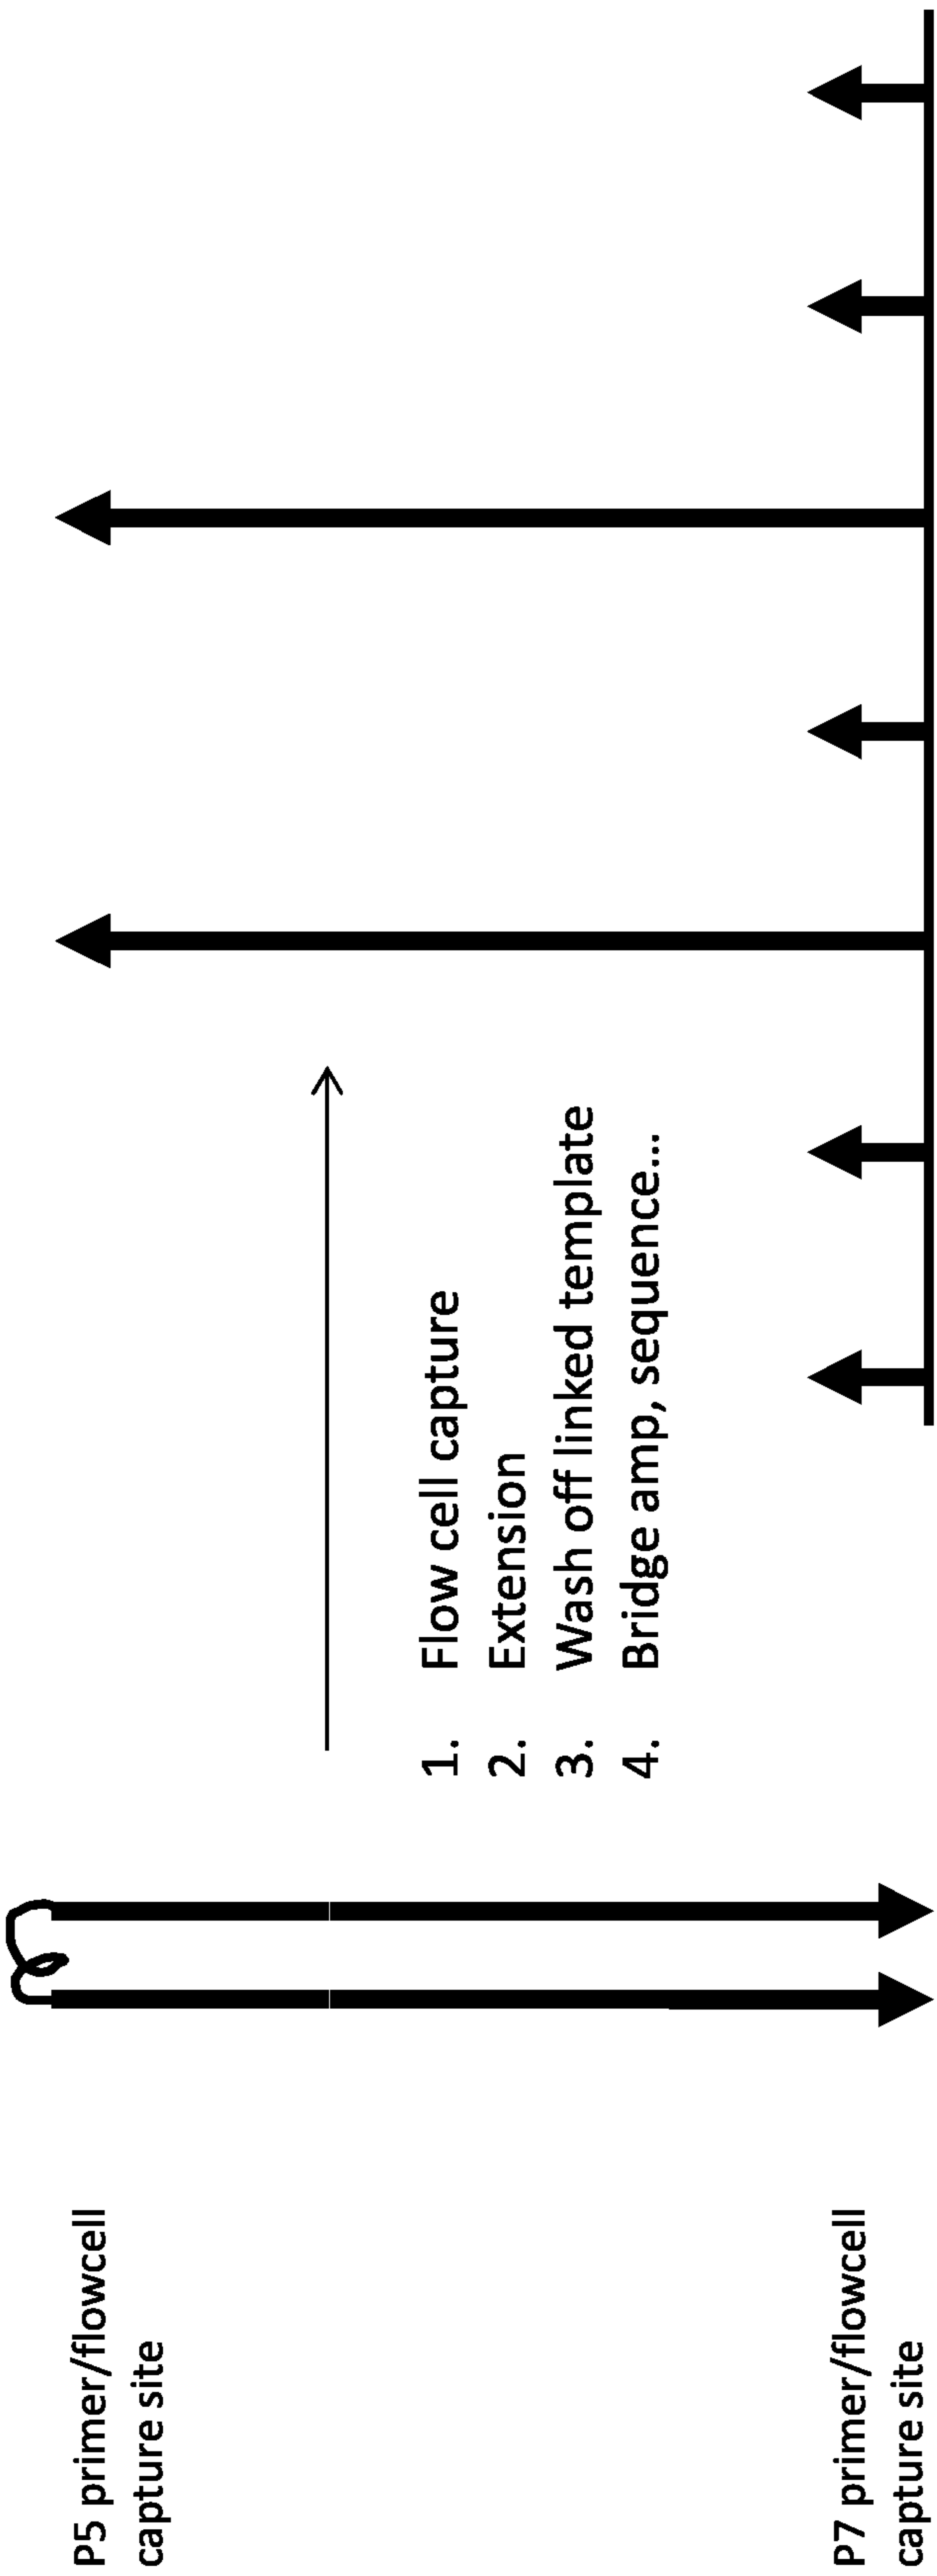 P5 primer/flowcell
capture site
P7 primer/flowcell
capture site
1. Flow cell capture
2. Extension
3. Wash off linked template
4. Bridge amp, sequence...